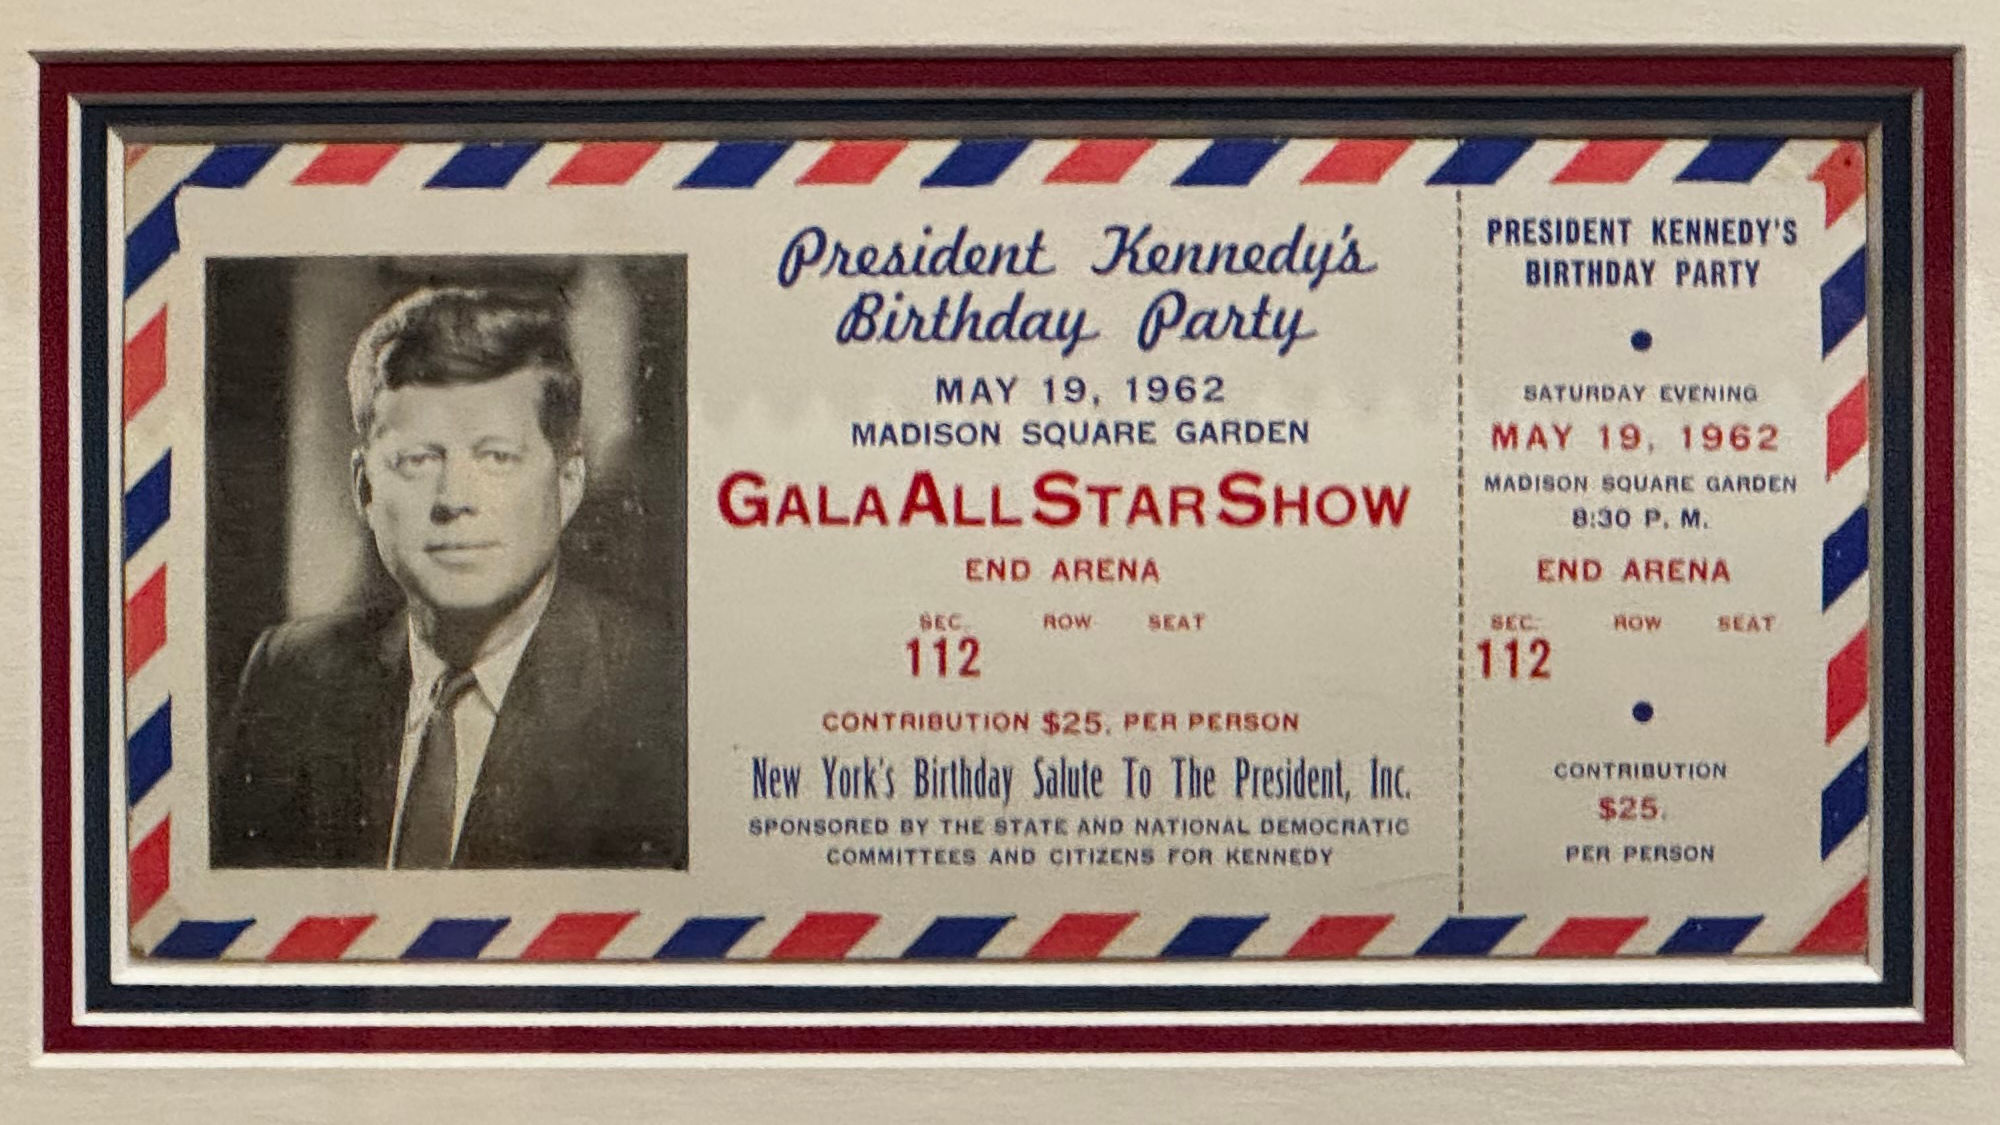 President Kennedy's
Birthday Party
MAY 19, 1962
MADISON SQUARE GARDEN
GALA ALL STAR SHOW
END ARENA
SEC. ROW SEAT
112
CONTRIBUTION $25. PER PERSON
New York's Birthday Salute To The President, Inc.
SPONSORED BY THE STATE AND NATIONAL DEMOCRATIC
COMMITTEES AND CITIZENS FOR KENNEDY
PRESIDENT KENNEDY'S
BIRTHDAY PARTY
SATURDAY EVENING
MAY 19, 1962
MADISON SQUARE GARDEN
8:30 P. M.
END ARENA
SEC. ROW SEAT
112
CONTRIBUTION
$25.
PER PERSON